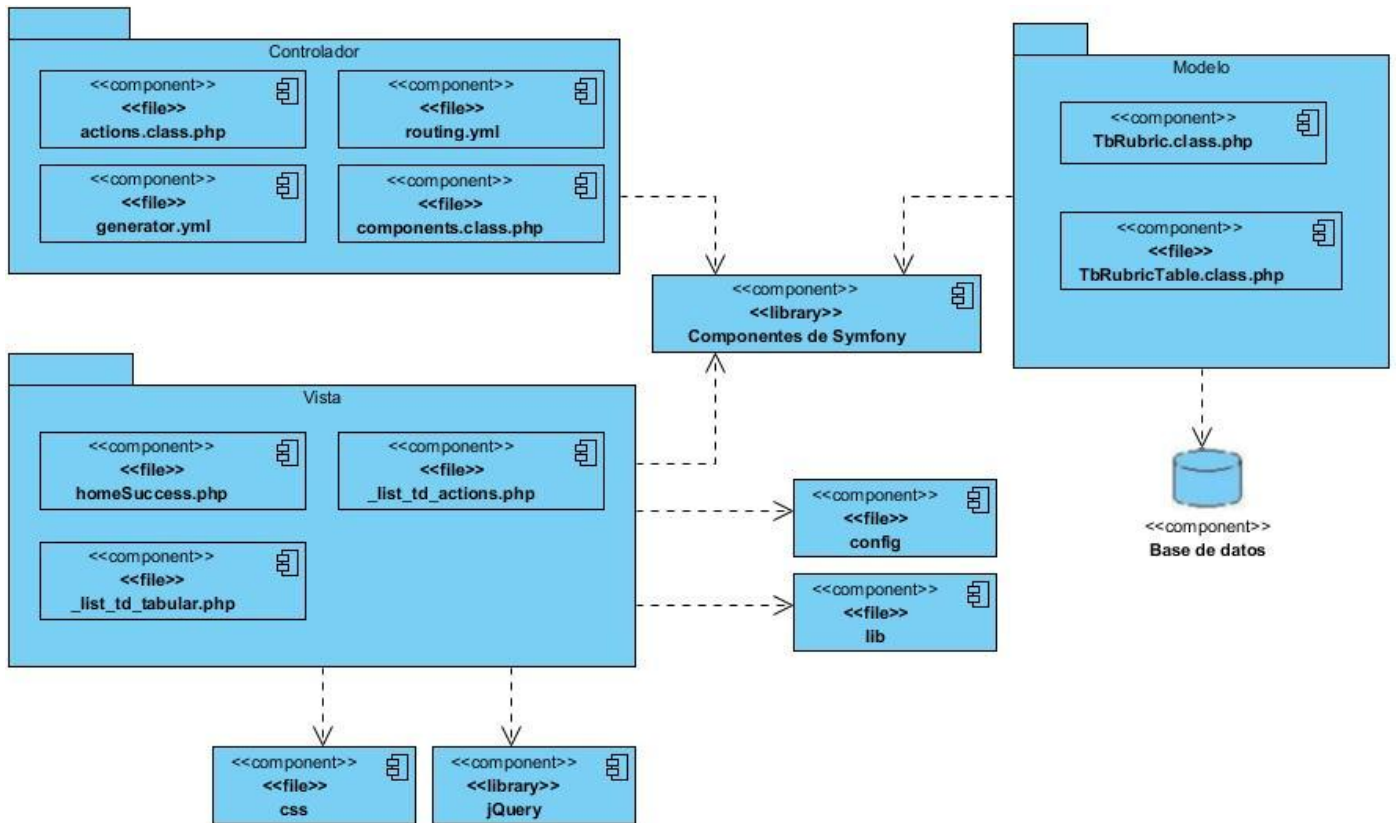 Controlador
<<component>>
<<file>>
actions.class.php
<<component>>
<<file>>
routing.yml
<<component>>
<<file>>
generator.yml
<<component>>
<<file>>
components.class.php
Modelo
<<component>>
TbRubric.class.php
<<component>>
<<file>>
TbRubricTable.class.php
<<component>>
<<library>>
Componentes de Symfony
Vista
<<component>>
<<file>>
homeSuccess.php
<<component>>
<<file>>
_list_td_actions.php
<<component>>
<<file>>
_list_td_tabular.php
<<component>>
<<file>>
config
<<component>>
<<file>>
lib
<<component>>
Base de datos
<<component>>
<<file>>
css
<<component>>
<<library>>
jQuery